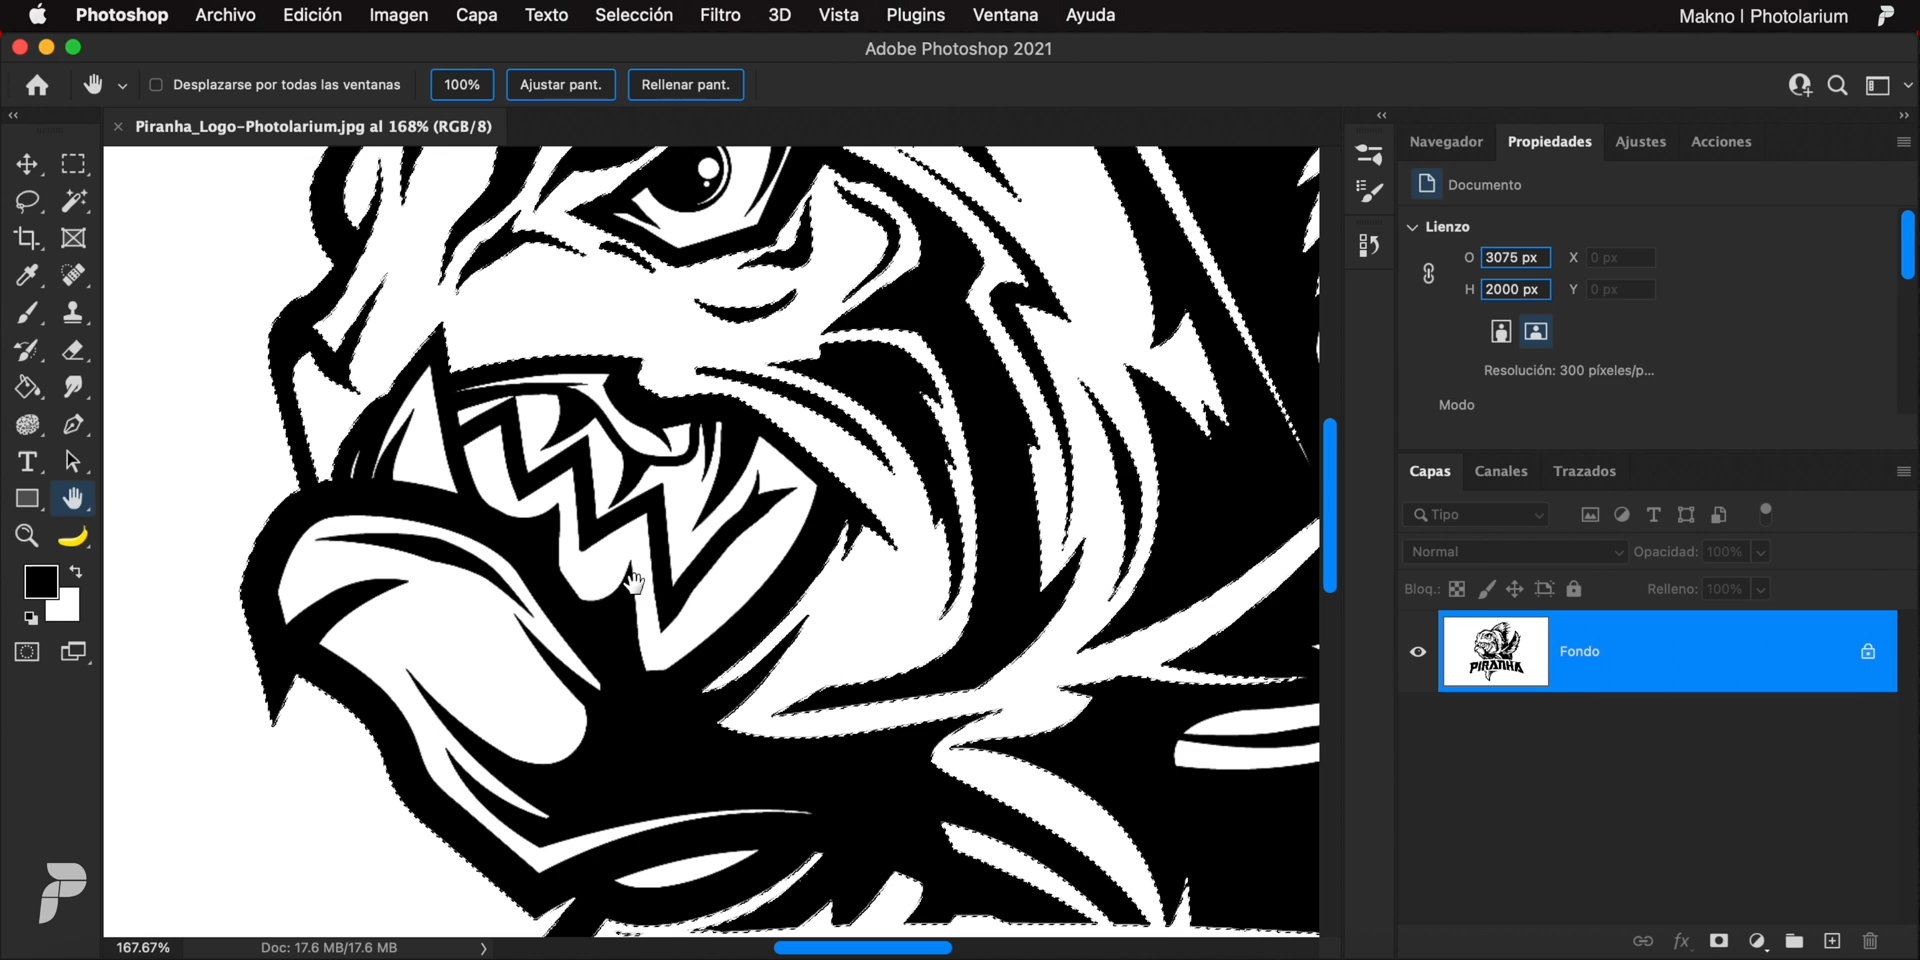 Photoshop Archivo Edición Imagen Capa Texto Selección Filtro 3D Vista Plugins Ventana Ayuda Makno | Photolarium
Adobe Photoshop 2021
Desplazarse por todas las ventanas 100% Ajustar pant. Rellenar pant.
Piranha_Logo-Photolarium.jpg al 168% (RGB/8)
Navegador Propiedades Ajustes Acciones
Documento
Lienzo
O 3075 px X 0 px
H 2000 px Y 0 px
Resolución: 300 píxeles/p...
Modo
Capas Canales Trazados
Tipo
Normal Opacidad: 100%
Bloq.: Relleno: 100%
PIRANHA
Fondo
fx
167.67% Doc: 17.6 MB/17.6 MB